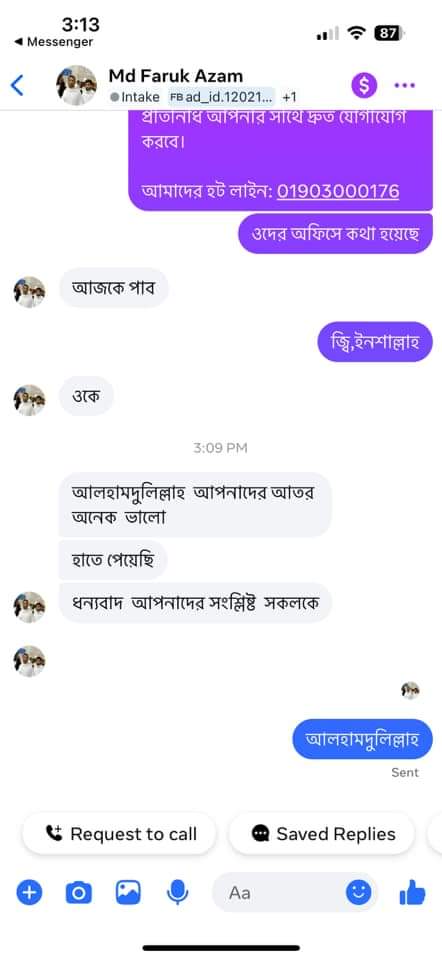 3:13
87
◄ Messenger
Md Faruk Azam
Intake FB ad_id.12021... +1
প্রতিনিধি আপনার সাথে দ্রুত যোগাযোগ
করবে।
আমাদের হট লাইন: 01903000176
ওদের অফিসে কথা হয়েছে
আজকে পাব
জ্বি,ইনশাল্লাহ
ওকে
3:09 PM
আলহামদুলিল্লাহ আপনাদের আতর
অনেক ভালো
হাতে পেয়েছি
ধন্যবাদ আপনাদের সংশ্লিষ্ট সকলকে
আলহামদুলিল্লাহ
Sent
Request to call
Saved Replies
Aa